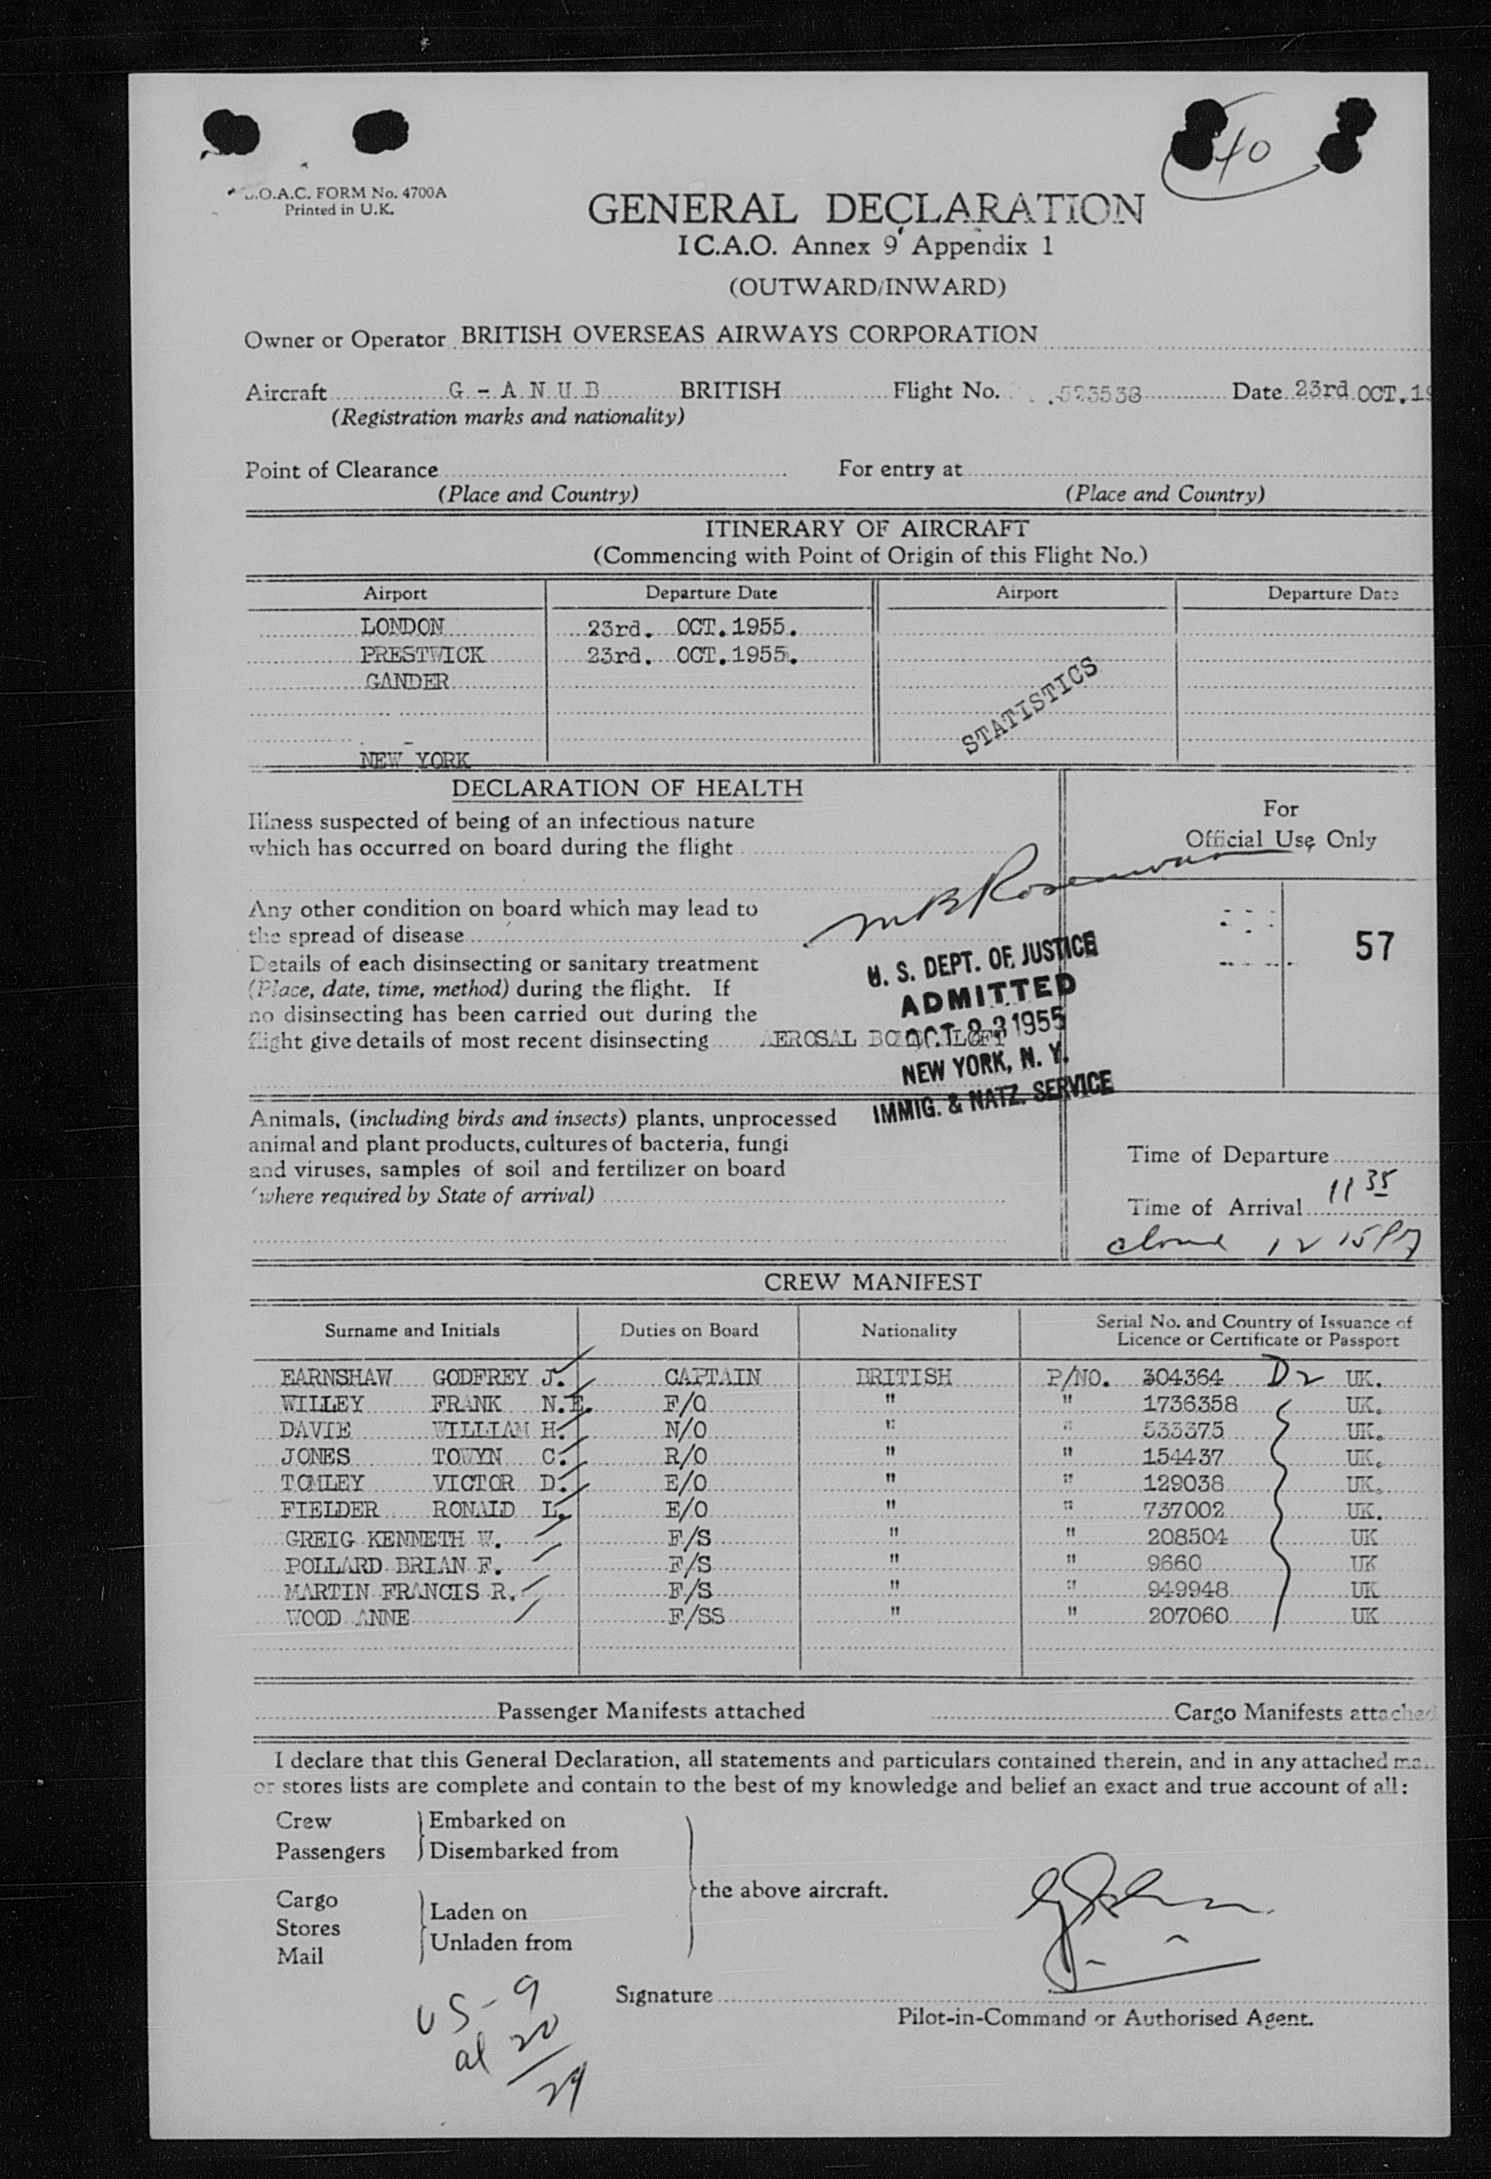 40
.O.A.C. FORM No. 4700A
Printed in U.K.
GENERAL DECLARATION
I C.A.O. Annex 9 Appendix 1
(OUTWARD/INWARD)
Owner or Operator BRITISH OVERSEAS AIRWAYS CORPORATION
Aircraft G - A N U B BRITISH Flight No. 523538 Date 23rd OCT. 19
(Registration marks and nationality)
Point of Clearance For entry at
(Place and Country) (Place and Country)
ITINERARY OF AIRCRAFT
(Commencing with Point of Origin of this Flight No.)
Airport Departure Date Airport Departure Date
LONDON 23rd. OCT. 1955.
PRESTWICK 23rd. OCT. 1955.
GANDER
STATISTICS
NEW YORK
DECLARATION OF HEALTH
Illness suspected of being of an infectious nature
which has occurred on board during the flight
For
Official Use Only
Any other condition on board which may lead to
the spread of disease
57
Details of each disinsecting or sanitary treatment
(Place, date, time, method) during the flight. If
no disinsecting has been carried out during the
flight give details of most recent disinsecting AEROSAL
U. S. DEPT. OF JUSTICE
ADMITTED
OCT 23 1955
NEW YORK, N. Y.
IMMIG. & NATZ. SERVICE
Animals, (including birds and insects) plants, unprocessed
animal and plant products, cultures of bacteria, fungi
and viruses, samples of soil and fertilizer on board
(where required by State of arrival)
Time of Departure
Time of Arrival 11 35
12 15 PM
CREW MANIFEST
Surname and Initials Duties on Board Nationality Serial No. and Country of Issuance of
Licence or Certificate or Passport
EARNSHAW GODFREY J. CAPTAIN BRITISH P/NO. 304364 D2 UK.
WILLEY FRANK N.E. F/O " " 1736358 UK.
DAVIE WILLIAM H. N/O " " 533375 UK.
JONES TOWYN C. R/O " " 154437 UK.
TOMLEY VICTOR D. E/O " " 129038 UK.
FIELDER RONALD L. E/O " " 737002 UK.
GREIG KENNETH W. F/S " " 208504 UK
POLLARD BRIAN F. F/S " " 9660 UK
MARTIN FRANCIS R. F/S " " 949948 UK
WOOD ANNE F/SS " " 207060 UK
Passenger Manifests attached Cargo Manifests attached
I declare that this General Declaration, all statements and particulars contained therein, and in any attached
or stores lists are complete and contain to the best of my knowledge and belief an exact and true account of all:
Crew Embarked on
Passengers Disembarked from
the above aircraft.
Cargo
Stores Laden on
Mail Unladen from
Signature
Pilot-in-Command or Authorised Agent.
US - 9
al 20
29